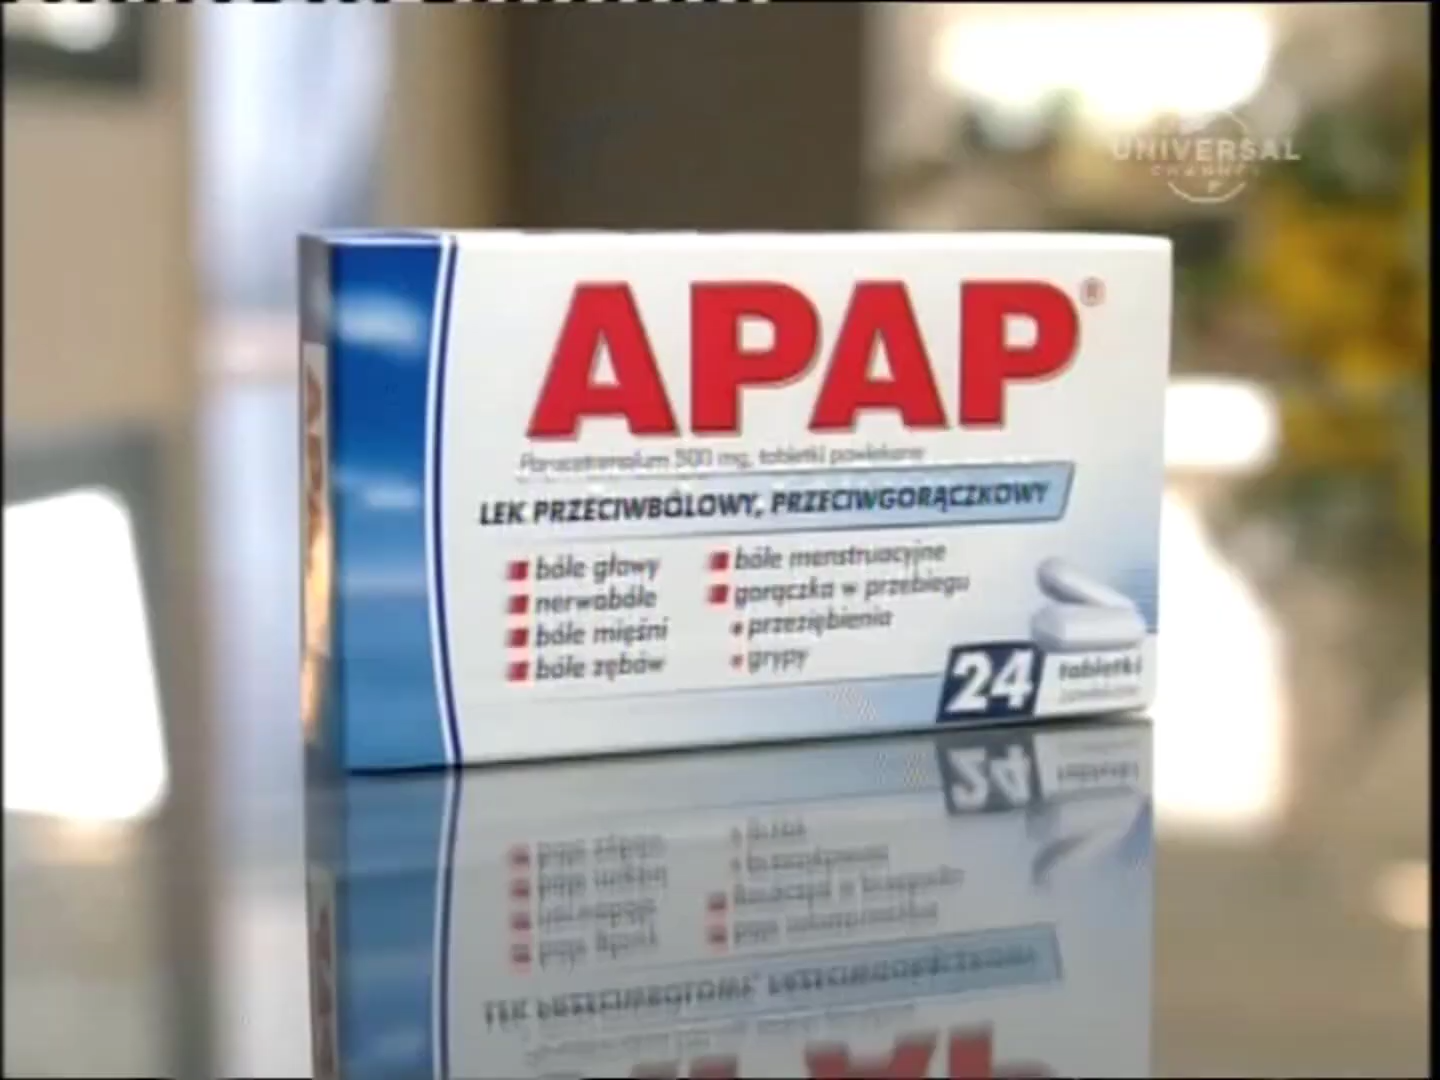 UNIVERSAL
CHANNEL
APAP®
Paracetamolum 500 mg, tabletki powlekane
LEK PRZECIWBÓLOWY, PRZECIWGORĄCZKOWY
bóle głowy
nerwobóle
bóle mięśni
bóle zębów
bóle menstruacyjne
gorączka w przebiegu
przeziębienia
grypy
24 tabletki